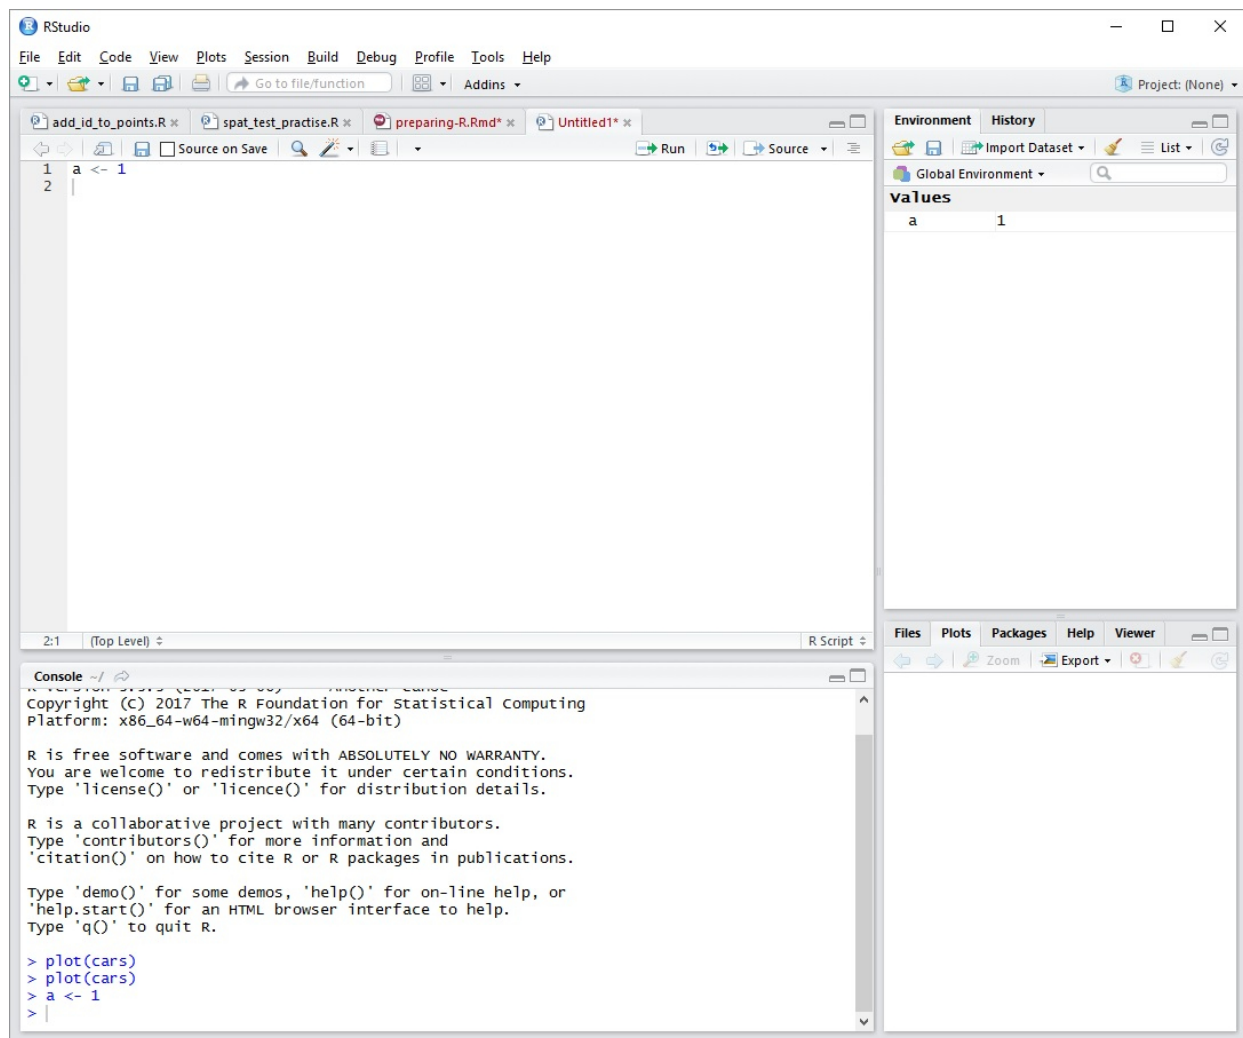 RStudio
File Edit Code View Plots Session Build Debug Profile Tools Help
Go to file/function Addins Project: (None)
add_id_to_points.R spat_test_practise.R preparing-R.Rmd* Untitled1*
Source on Save Run Source
1 a <- 1
2
2:1 (Top Level) R Script
Console ~/
Copyright (C) 2017 The R Foundation for Statistical Computing
Platform: x86_64-w64-mingw32/x64 (64-bit)
R is free software and comes with ABSOLUTELY NO WARRANTY.
You are welcome to redistribute it under certain conditions.
Type 'license()' or 'licence()' for distribution details.
R is a collaborative project with many contributors.
Type 'contributors()' for more information and
'citation()' on how to cite R or R packages in publications.
Type 'demo()' for some demos, 'help()' for on-line help, or
'help.start()' for an HTML browser interface to help.
Type 'q()' to quit R.
> plot(cars)
> plot(cars)
> a <- 1
>
Environment History
Import Dataset List
Global Environment
Values
a 1
Files Plots Packages Help Viewer
Zoom Export